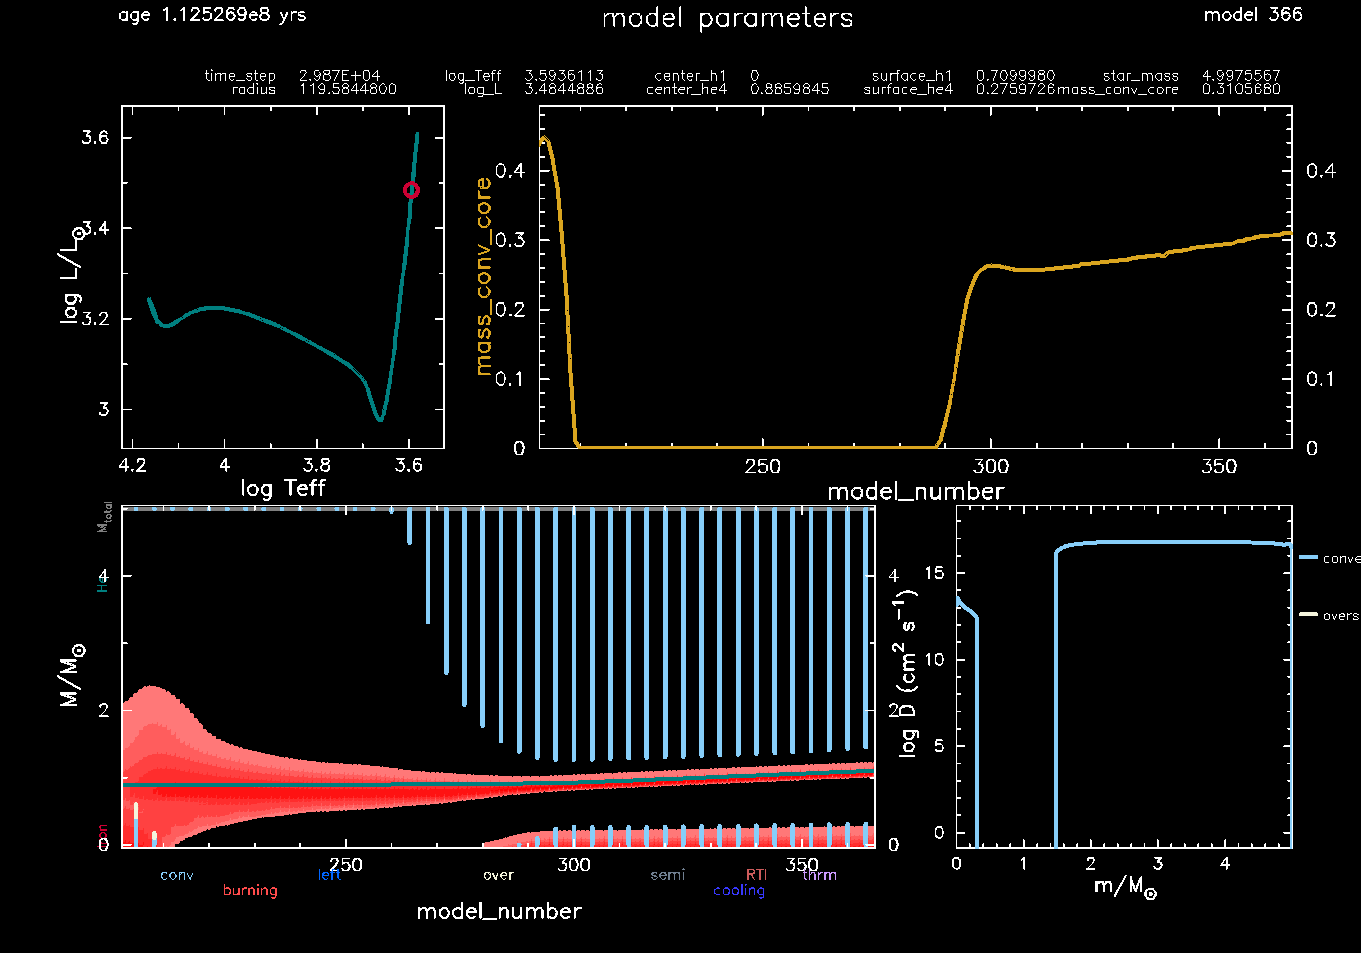 age 1.125269e8 yrs model parameters model 366
time_step 2.987E+04 log_Teff 3.5936113 center_h1 0 surface_h1 0.7099980 star_mass 4.9975567
radius 119.5844800 log_L 3.4844886 center_he4 0.8859845 surface_he4 0.2759726 mass_conv_core 0.3105680
log L/L☉
3.6
3.4
3.2
3
4.2 4 3.8 3.6
log Teff
mass_conv_core
0.4 0.4
0.3 0.3
0.2 0.2
0.1 0.1
0 0
250 300 350
model_number
M/M☉
Mtotal
He
4 4
2 2
0 0
250 300 350
conv left over semi RTI thrm
burning cooling
model_number
log D (cm² s⁻¹)
15
10
5
0
0 1 2 3 4
m/M☉
conve
overs